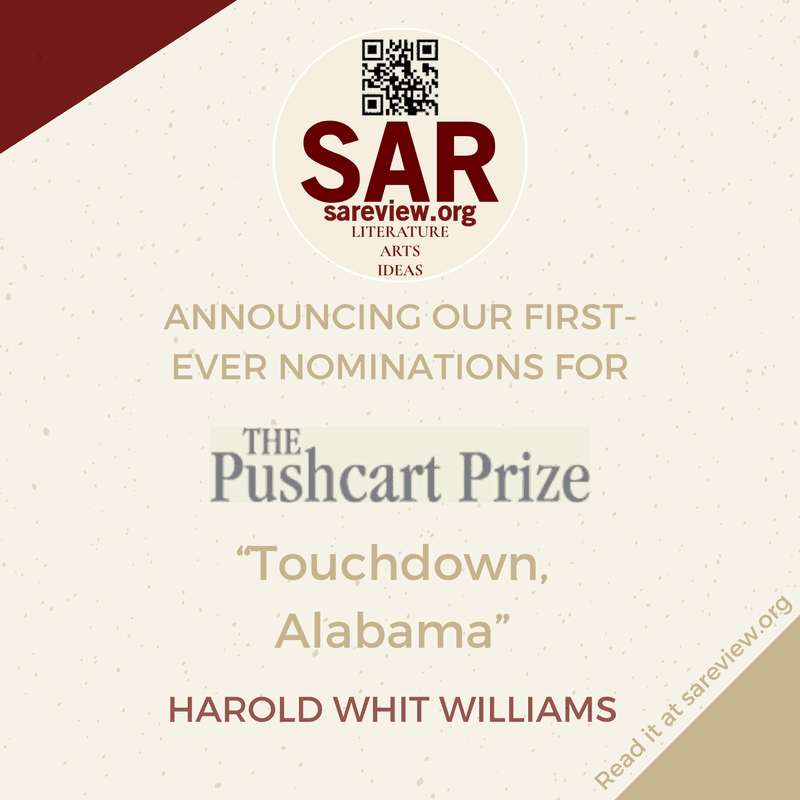 SAR
sareview.org
LITERATURE
ARTS
IDEAS
ANNOUNCING OUR FIRST-
EVER NOMINATIONS FOR
THE
Pushcart Prize
“Touchdown,
Alabama”
HAROLD WHIT WILLIAMS
Read it at sareview.org